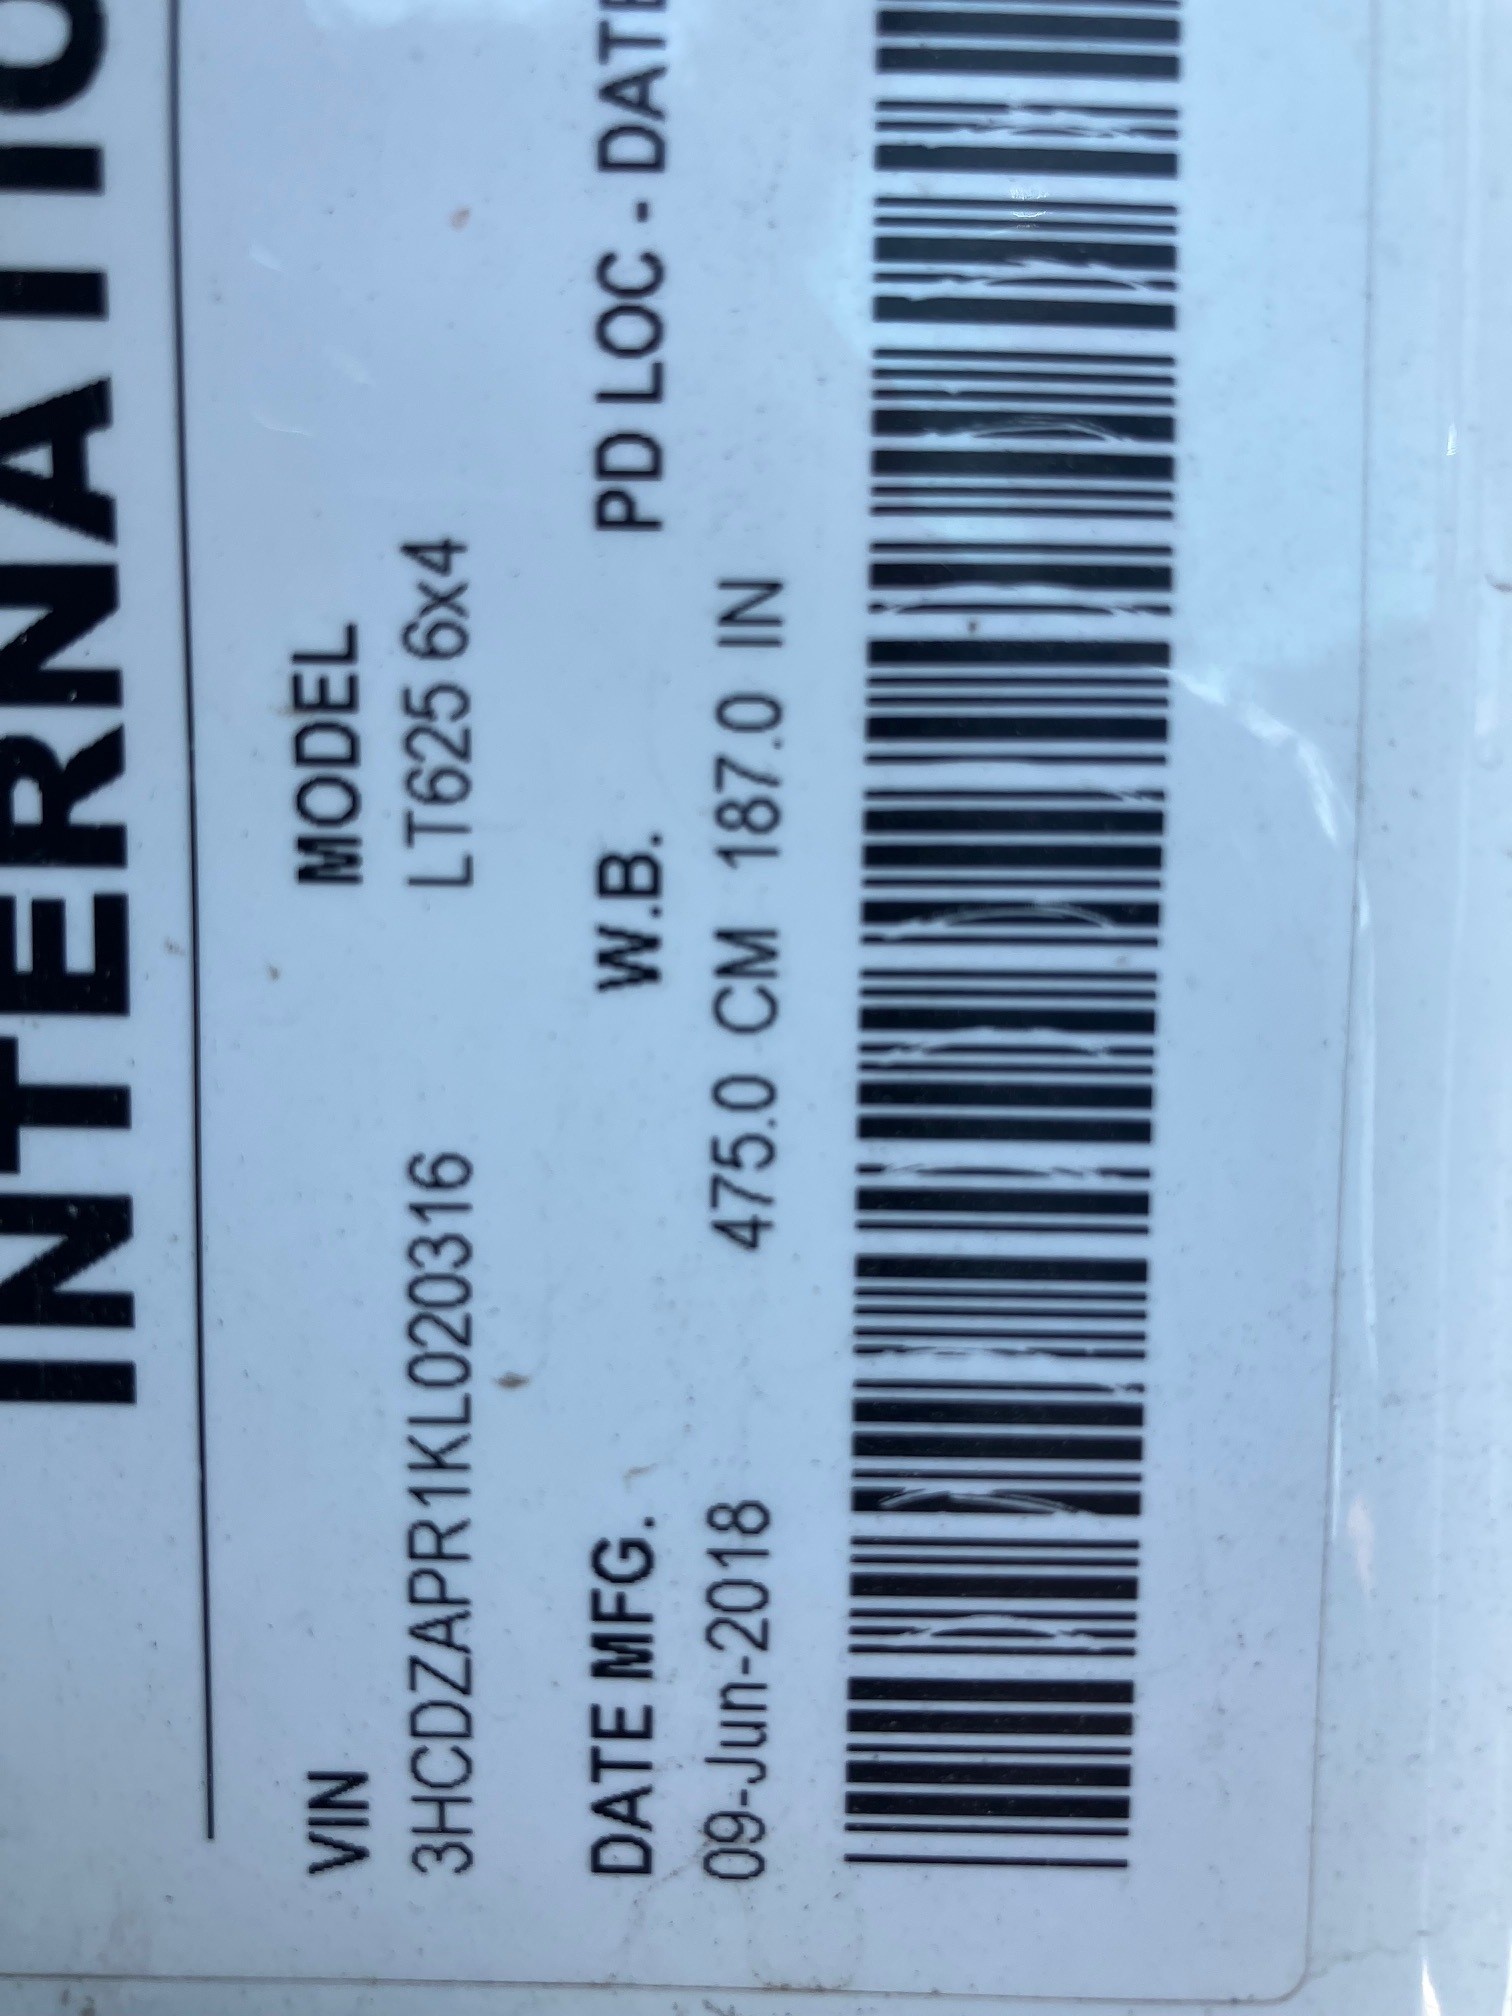 INTERNATIO
VIN MODEL
3HCDZAPR1KL020316 LT625 6x4
DATE MFG. W.B. PD LOC - DATE
09-Jun-2018 475.0 CM 187.0 IN